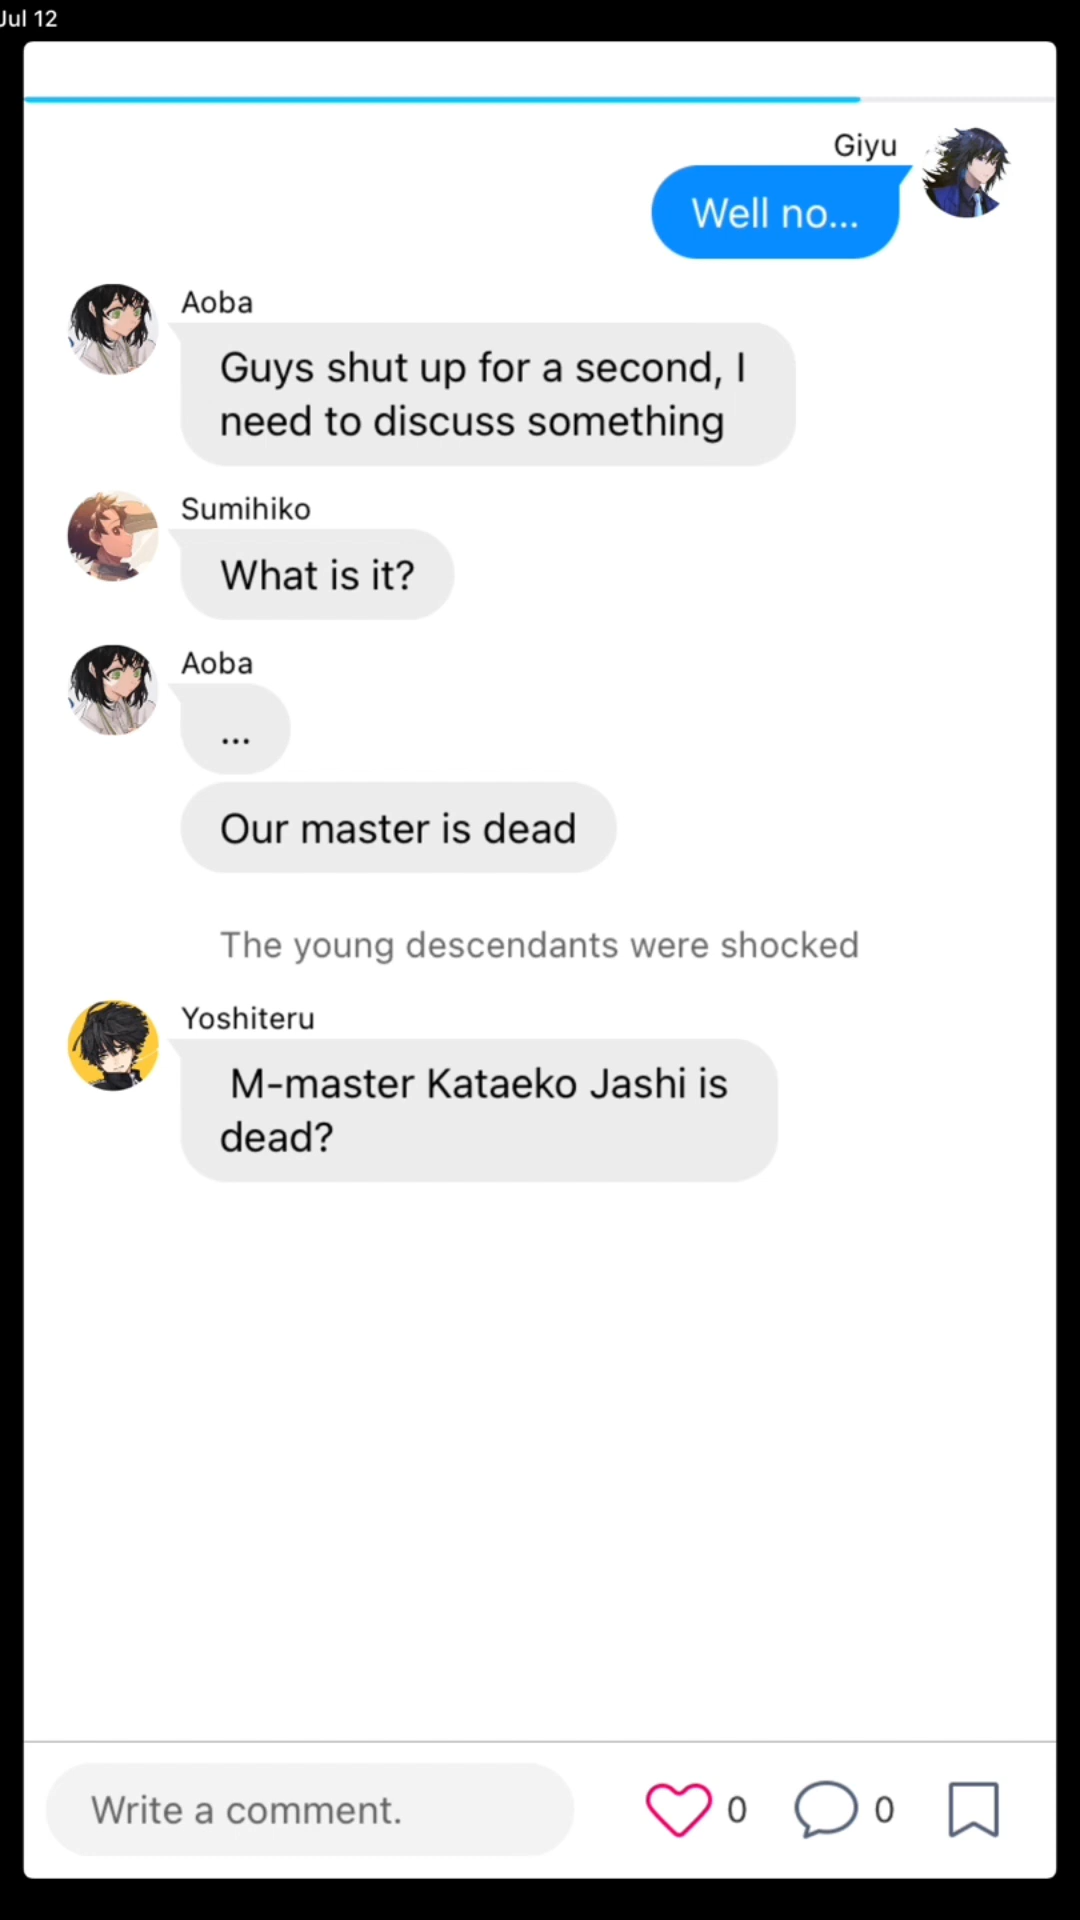 Jul 12
Giyu
Well no...
Aoba
Guys shut up for a second, I
need to discuss something
Sumihiko
What is it?
Aoba
...
Our master is dead
The young descendants were shocked
Yoshiteru
M-master Kataeko Jashi is
dead?
Write a comment.
0
0